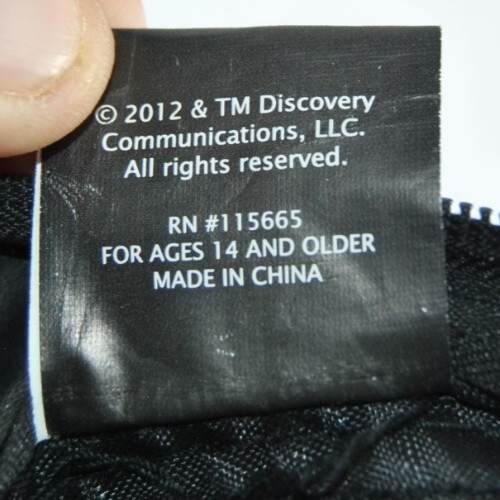 © 2012 & TM Discovery
Communications, LLC.
All rights reserved.
RN #115665
FOR AGES 14 AND OLDER
MADE IN CHINA